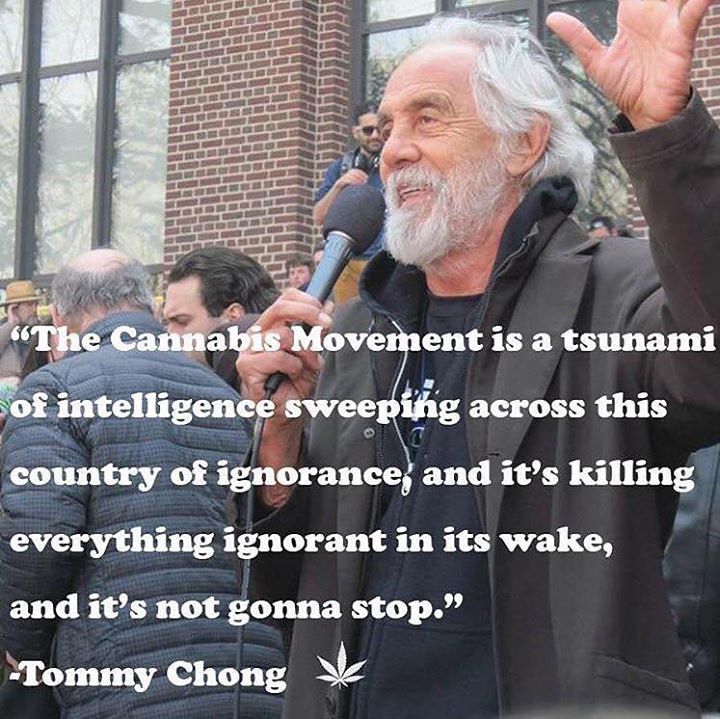 “The Cannabis Movement is a tsunami
of intelligence sweeping across this
country of ignorance, and it’s killing
everything ignorant in its wake,
and it’s not gonna stop.”
-Tommy Chong